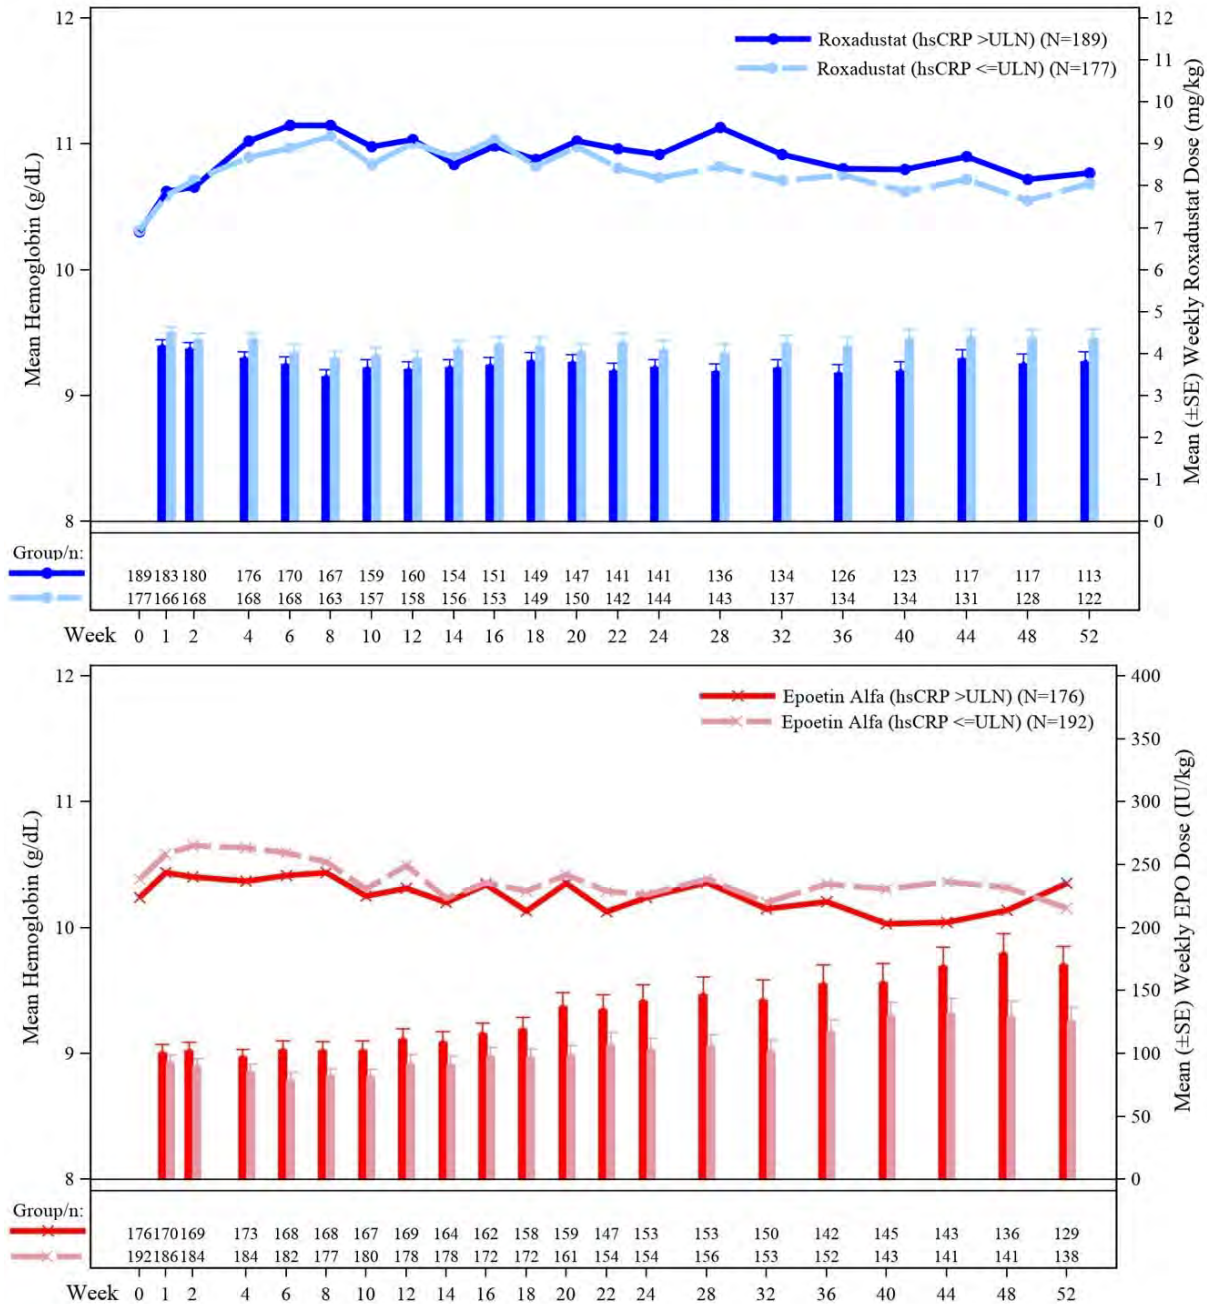 12
11
10
9
8
Mean Hemoglobin (g/dL)
Roxadustat (hsCRP >ULN) (N=189)
Roxadustat (hsCRP <=ULN) (N=177)
12
11
10
9
8
7
6
5
4
3
2
1
0
Mean (±SE) Weekly Roxadustat Dose (mg/kg)
Group/n:
189 183 180 176 170 167 159 160 154 151 149 147 141 141 136 134 126 123 117 117 113
177 166 168 168 168 163 157 158 156 153 149 150 142 144 143 137 134 134 131 128 122
Week 0 1 2 4 6 8 10 12 14 16 18 20 22 24 28 32 36 40 44 48 52
12
11
10
9
8
Mean Hemoglobin (g/dL)
Epoetin Alfa (hsCRP >ULN) (N=176)
Epoetin Alfa (hsCRP <=ULN) (N=192)
400
350
300
250
200
150
100
50
0
Mean (±SE) Weekly EPO Dose (IU/kg)
Group/n:
176 170 169 173 168 168 167 169 164 162 158 159 147 153 153 150 142 145 143 136 129
192 186 184 184 182 177 180 178 178 172 172 161 154 154 156 153 152 143 141 141 138
Week 0 1 2 4 6 8 10 12 14 16 18 20 22 24 28 32 36 40 44 48 52